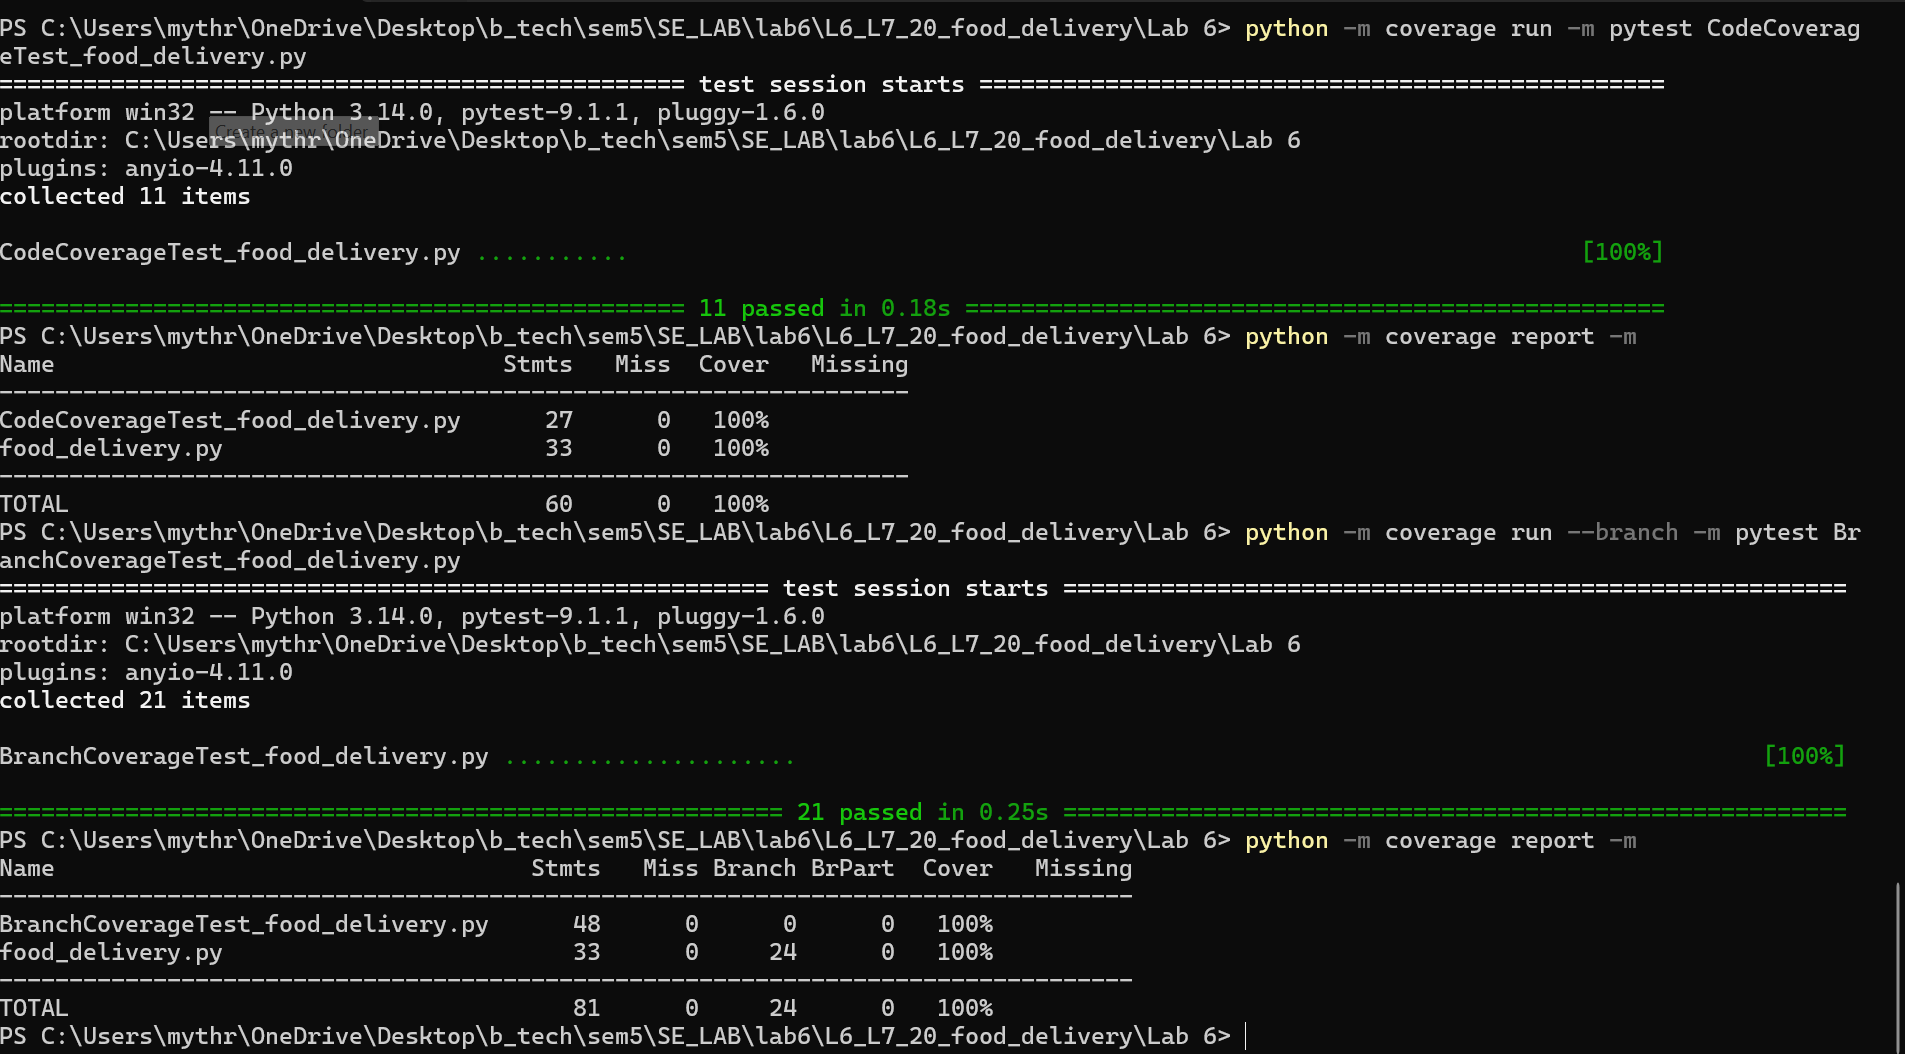 PS C:\Users\mythr\OneDrive\Desktop\b_tech\sem5\SE_LAB\lab6\L6_L7_20_food_delivery\Lab 6> python -m coverage run -m pytest CodeCoverag
eTest_food_delivery.py
================================================= test session starts =================================================
platform win32 -- Python 3.14.0, pytest-9.1.1, pluggy-1.6.0
Create a new folder
rootdir: C:\Users\mythr\OneDrive\Desktop\b_tech\sem5\SE_LAB\lab6\L6_L7_20_food_delivery\Lab 6
plugins: anyio-4.11.0
collected 11 items
CodeCoverageTest_food_delivery.py ........... [100%]
================================================= 11 passed in 0.18s ==================================================
PS C:\Users\mythr\OneDrive\Desktop\b_tech\sem5\SE_LAB\lab6\L6_L7_20_food_delivery\Lab 6> python -m coverage report -m
Name Stmts Miss Cover Missing
-----------------------------------------------------------------
CodeCoverageTest_food_delivery.py 27 0 100%
food_delivery.py 33 0 100%
-----------------------------------------------------------------
TOTAL 60 0 100%
PS C:\Users\mythr\OneDrive\Desktop\b_tech\sem5\SE_LAB\lab6\L6_L7_20_food_delivery\Lab 6> python -m coverage run --branch -m pytest Br
anchCoverageTest_food_delivery.py
======================================================= test session starts ========================================================
platform win32 -- Python 3.14.0, pytest-9.1.1, pluggy-1.6.0
rootdir: C:\Users\mythr\OneDrive\Desktop\b_tech\sem5\SE_LAB\lab6\L6_L7_20_food_delivery\Lab 6
plugins: anyio-4.11.0
collected 21 items
BranchCoverageTest_food_delivery.py ..................... [100%]
======================================================== 21 passed in 0.25s ========================================================
PS C:\Users\mythr\OneDrive\Desktop\b_tech\sem5\SE_LAB\lab6\L6_L7_20_food_delivery\Lab 6> python -m coverage report -m
Name Stmts Miss Branch BrPart Cover Missing
---------------------------------------------------------------------------------
BranchCoverageTest_food_delivery.py 48 0 0 0 100%
food_delivery.py 33 0 24 0 100%
---------------------------------------------------------------------------------
TOTAL 81 0 24 0 100%
PS C:\Users\mythr\OneDrive\Desktop\b_tech\sem5\SE_LAB\lab6\L6_L7_20_food_delivery\Lab 6>